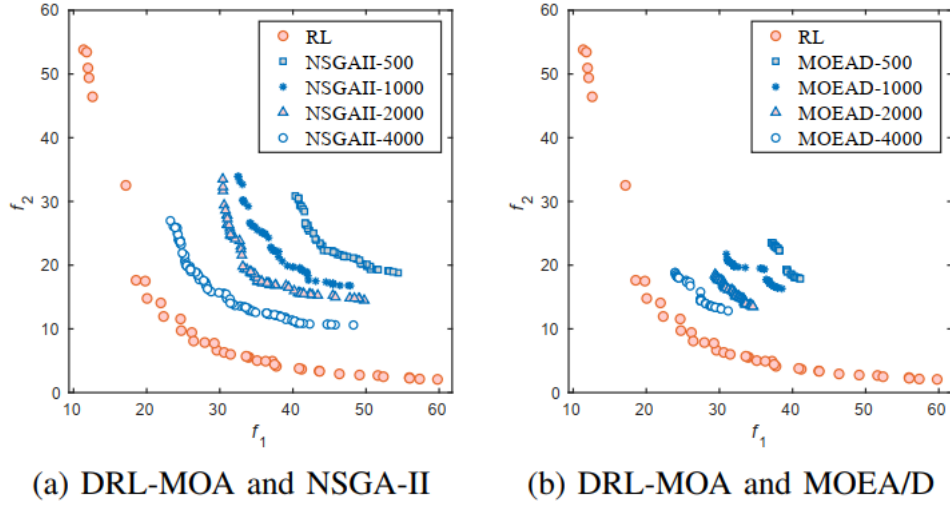 60
50
40
30
20
10
0
f2
10 20 30 40 50 60
f1
RL
NSGAII-500
NSGAII-1000
NSGAII-2000
NSGAII-4000
(a) DRL-MOA and NSGA-II
60
50
40
30
20
10
0
f2
10 20 30 40 50 60
f1
RL
MOEAD-500
MOEAD-1000
MOEAD-2000
MOEAD-4000
(b) DRL-MOA and MOEA/D